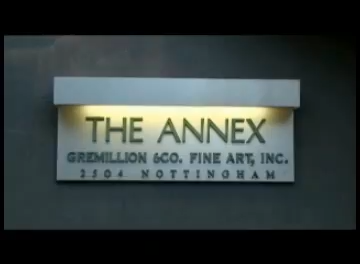 THE ANNEX
GREMILLION &CO. FINE ART, INC.
2504 NOTTINGHAM